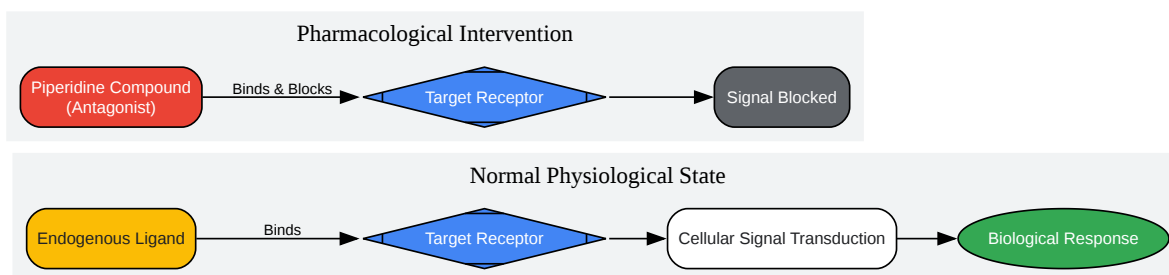 Pharmacological Intervention
Piperidine Compound
(Antagonist)
Binds & Blocks
Target Receptor
Signal Blocked
Normal Physiological State
Endogenous Ligand
Binds
Target Receptor
Cellular Signal Transduction
Biological Response